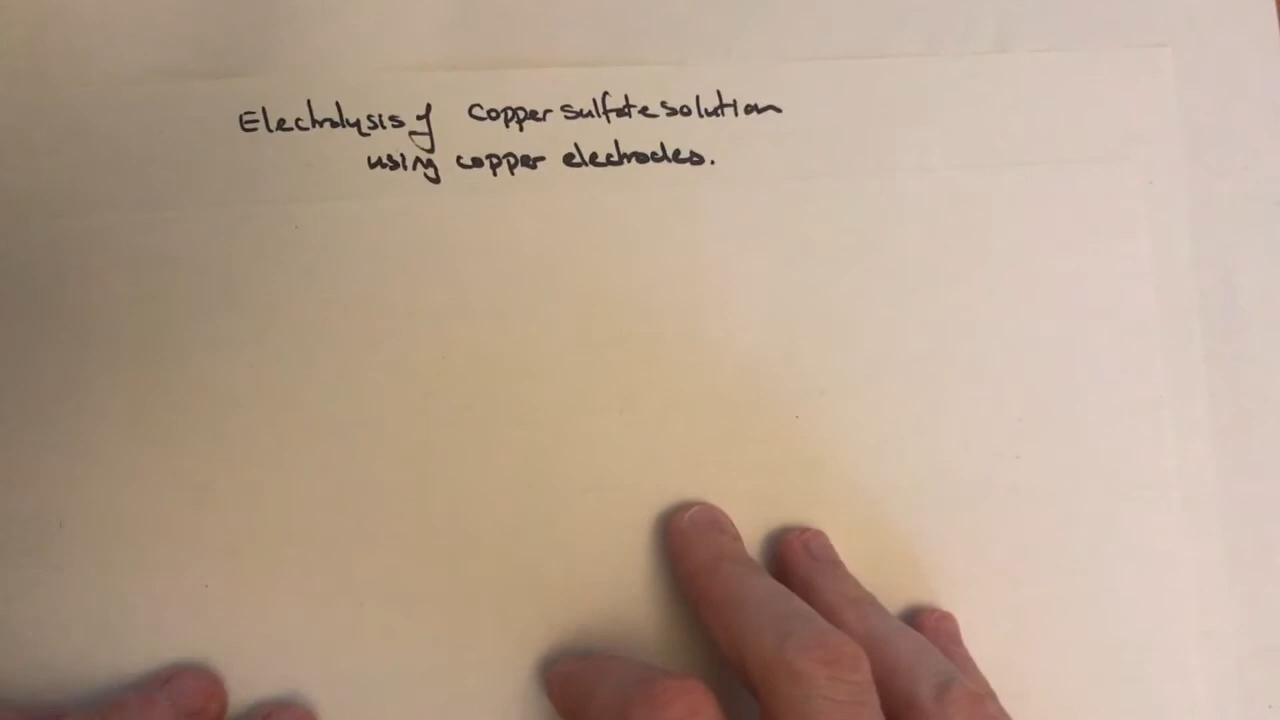 Electrolysis of copper sulfate solution
using copper electrodes.